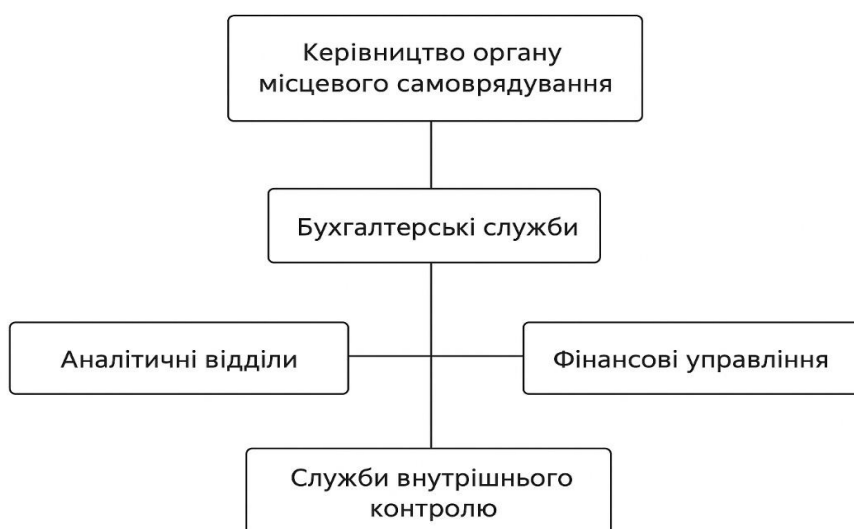 Керівництво органу
місцевого самоврядування
Бухгалтерські служби
Аналітичні відділи
Фінансові управління
Служби внутрішнього
контролю